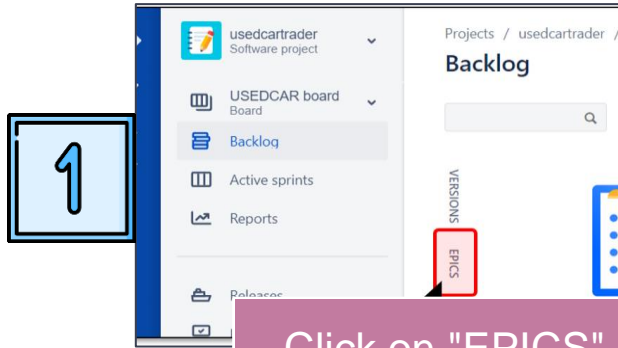 1
usedcartrader
Software project
USEDCAR board
Board
Backlog
Active sprints
Reports
Releases
Projects / usedcartrader /
Backlog
VERSIONS
EPICS
Click on "EPICS"